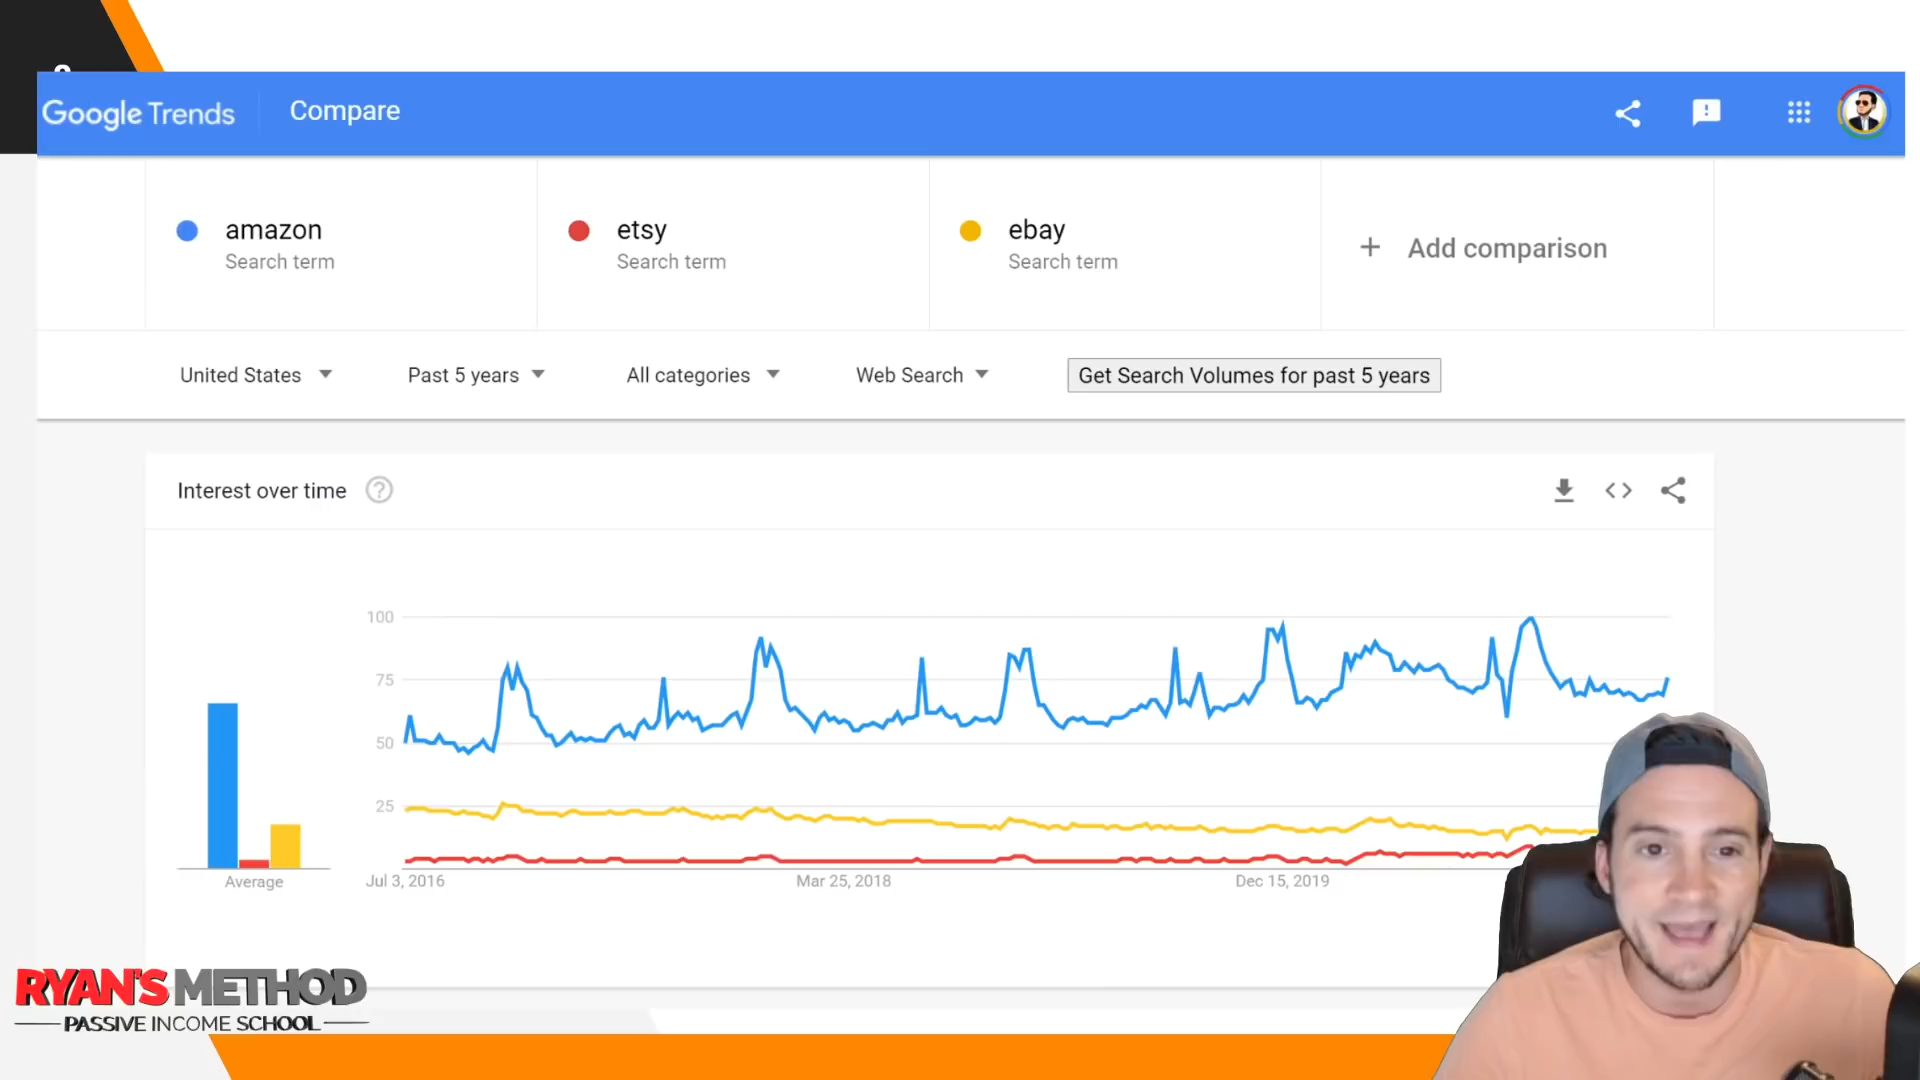 Google Trends
Compare
amazon
Search term
etsy
Search term
ebay
Search term
+ Add comparison
United States
Past 5 years
All categories
Web Search
Get Search Volumes for past 5 years
Interest over time
?
100
75
50
25
Average
Jul 3, 2016
Mar 25, 2018
Dec 15, 2019
RYAN'S METHOD
PASSIVE INCOME SCHOOL